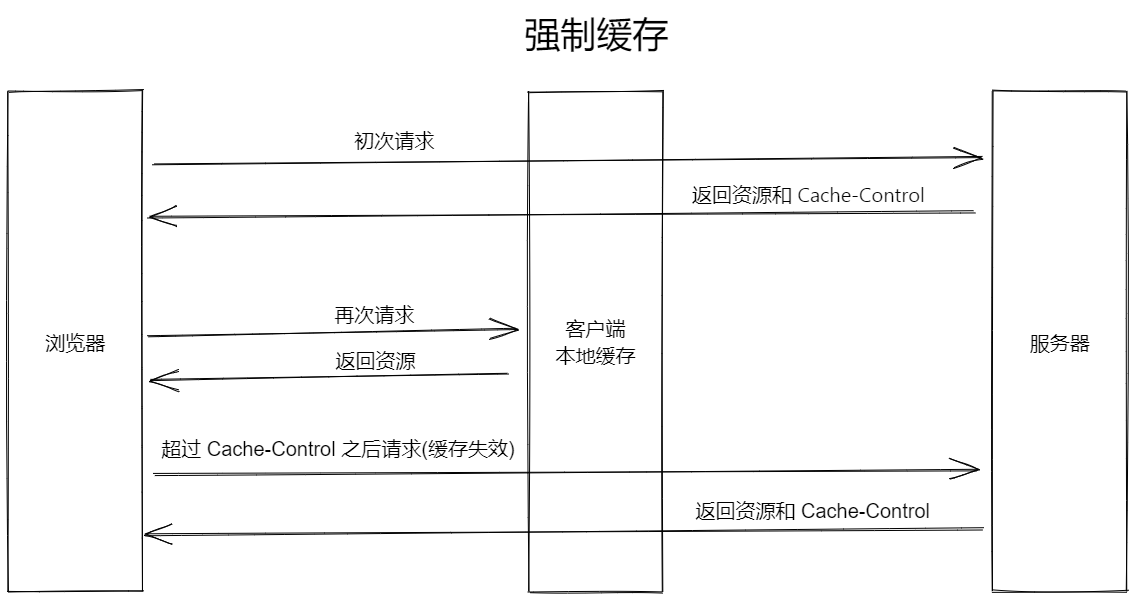 强制缓存
初次请求
返回资源和 Cache-Control
再次请求
浏览器
客户端
本地缓存
服务器
返回资源
超过 Cache-Control 之后请求(缓存失效)
返回资源和 Cache-Control